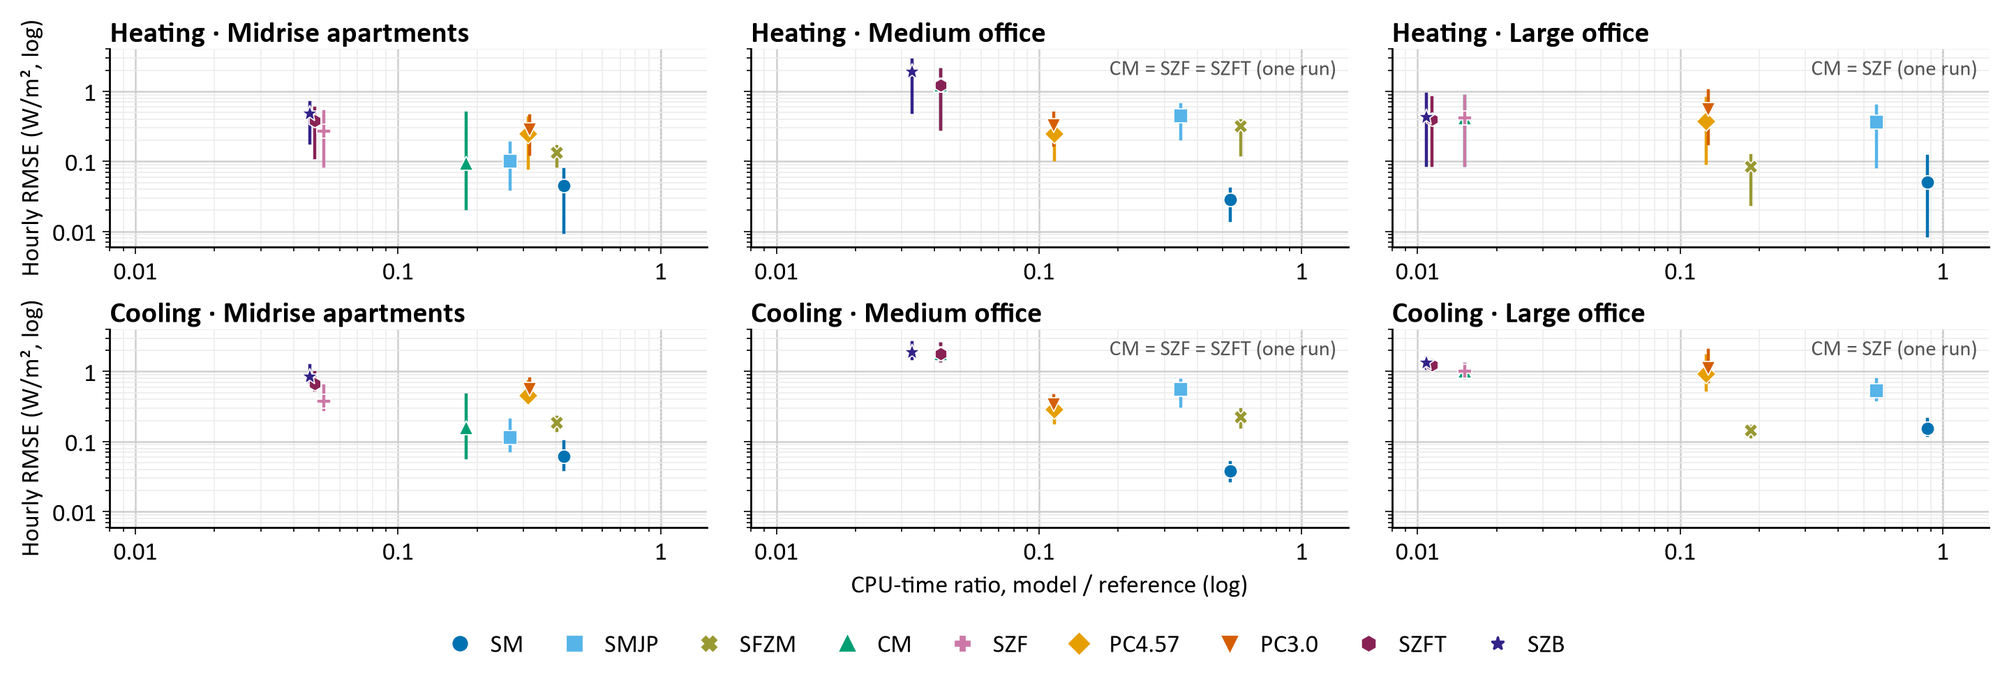 Heating · Midrise apartments
Heating · Medium office
Heating · Large office
Hourly RMSE (W/m², log)
CM = SZF = SZFT (one run)
CM = SZF (one run)
1
0.1
0.01
0.01 0.1 1
0.01 0.1 1
0.01 0.1 1
Cooling · Midrise apartments
Cooling · Medium office
Cooling · Large office
Hourly RMSE (W/m², log)
CM = SZF = SZFT (one run)
CM = SZF (one run)
1
0.1
0.01
0.01 0.1 1
0.01 0.1 1
0.01 0.1 1
CPU-time ratio, model / reference (log)
SM SMJP SFZM CM SZF PC4.57 PC3.0 SZFT SZB